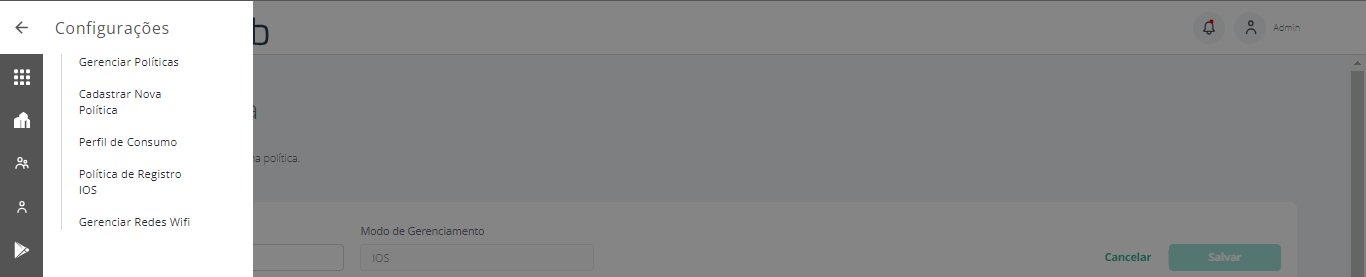 Configurações
Admin
Gerenciar Políticas
Cadastrar Nova
Política
Perfil de Consumo
política.
Política de Registro
IOS
Gerenciar Redes Wifi
Modo de Gerenciamento
IOS
Cancelar
Salvar